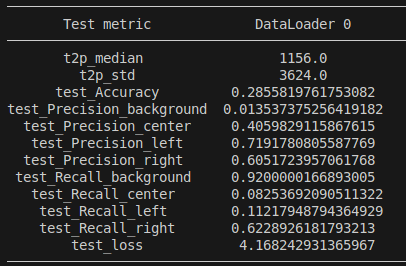 Test metric DataLoader 0
t2p_median 1156.0
t2p_std 3624.0
test_Accuracy 0.2855819761753082
test_Precision_background 0.013537375256419182
test_Precision_center 0.4059829115867615
test_Precision_left 0.7191780805587769
test_Precision_right 0.6051723957061768
test_Recall_background 0.9200000166893005
test_Recall_center 0.08253692090511322
test_Recall_left 0.11217948794364929
test_Recall_right 0.6228926181793213
test_loss 4.168242931365967